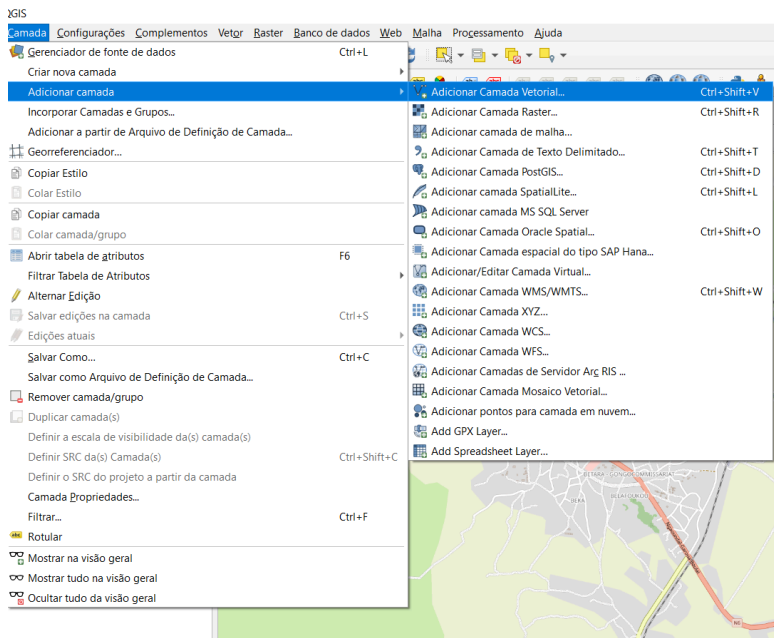 QGIS
Camada Configurações Complementos Vetor Raster Banco de dados Web Malha Processamento Ajuda
Gerenciador de fonte de dados Ctrl+L
Criar nova camada
Adicionar camada
Incorporar Camadas e Grupos...
Adicionar a partir de Arquivo de Definição de Camada...
Georreferenciador...
Copiar Estilo
Colar Estilo
Copiar camada
Colar camada/grupo
Abrir tabela de atributos F6
Filtrar Tabela de Atributos
Alternar Edição
Salvar edições na camada Ctrl+S
Edições atuais
Salvar Como... Ctrl+C
Salvar como Arquivo de Definição de Camada...
Remover camada/grupo
Duplicar camada(s)
Definir a escala de visibilidade da(s) camada(s)
Definir SRC da(s) Camada(s) Ctrl+Shift+C
Definir o SRC do projeto a partir da camada
Camada Propriedades...
Filtrar... Ctrl+F
abc Rotular
Mostrar na visão geral
Mostrar tudo na visão geral
Ocultar tudo da visão geral
Adicionar Camada Vetorial... Ctrl+Shift+V
Adicionar Camada Raster... Ctrl+Shift+R
Adicionar camada de malha...
Adicionar Camada de Texto Delimitado... Ctrl+Shift+T
Adicionar Camada PostGIS... Ctrl+Shift+D
Adicionar camada SpatialLite... Ctrl+Shift+L
Adicionar camada MS SQL Server
Adicionar Camada Oracle Spatial... Ctrl+Shift+O
Adicionar Camada espacial do tipo SAP Hana...
Adicionar/Editar Camada Virtual...
Adicionar Camada WMS/WMTS... Ctrl+Shift+W
Adicionar Camada XYZ...
Adicionar Camada WCS...
Adicionar Camada WFS...
Adicionar Camadas de Servidor Arc RIS ...
Adicionar Camada Mosaico Vetorial...
Adicionar pontos para camada em nuvem...
Add GPX Layer...
Add Spreadsheet Layer...
BERA